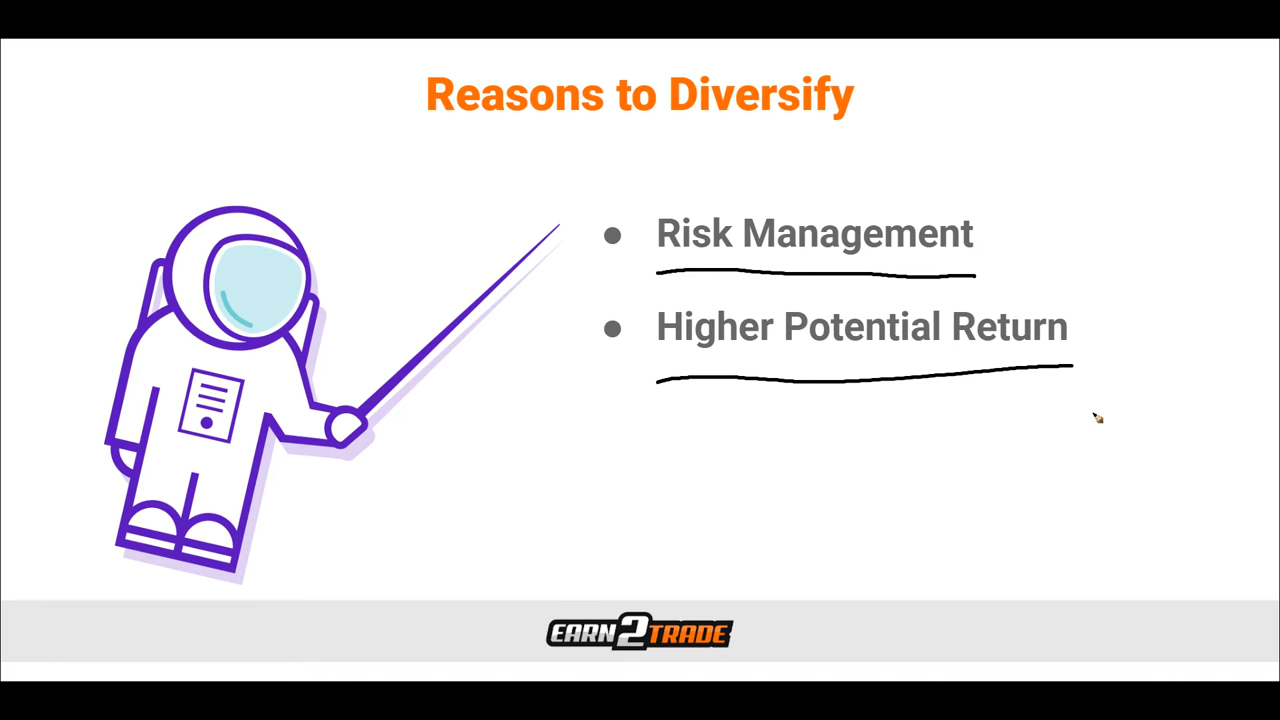 Reasons to Diversify
● Risk Management
● Higher Potential Return
EARN2TRADE